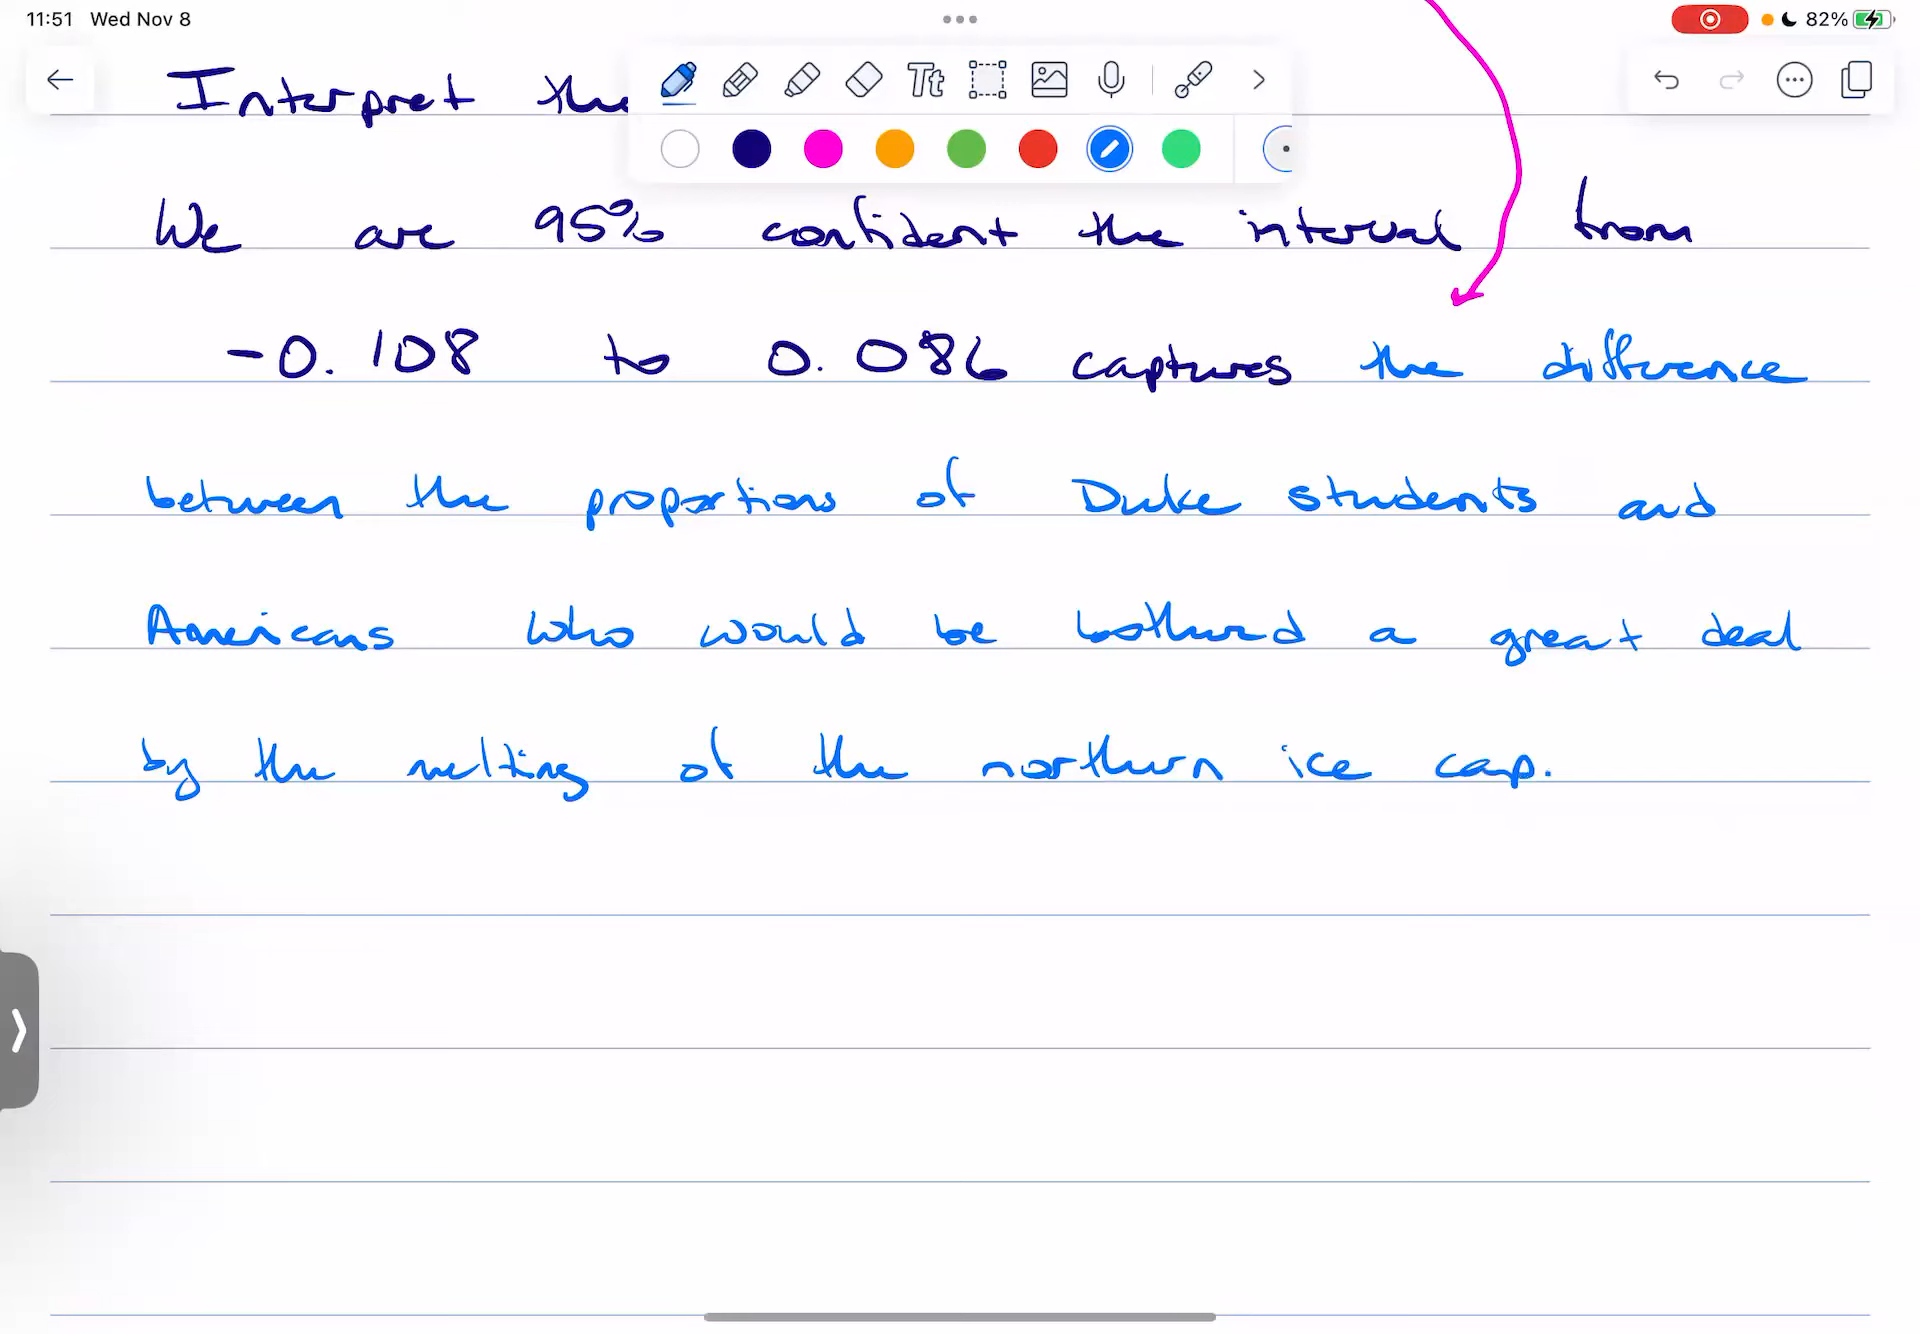 11:51 Wed Nov 8
82%
Interpret the
Tt
We are 95% confident the interval from
-0.108 to 0.086 captures the difference
between the proportions of Duke students and
Americans who would be bothered a great deal
by the melting of the northern ice cap.